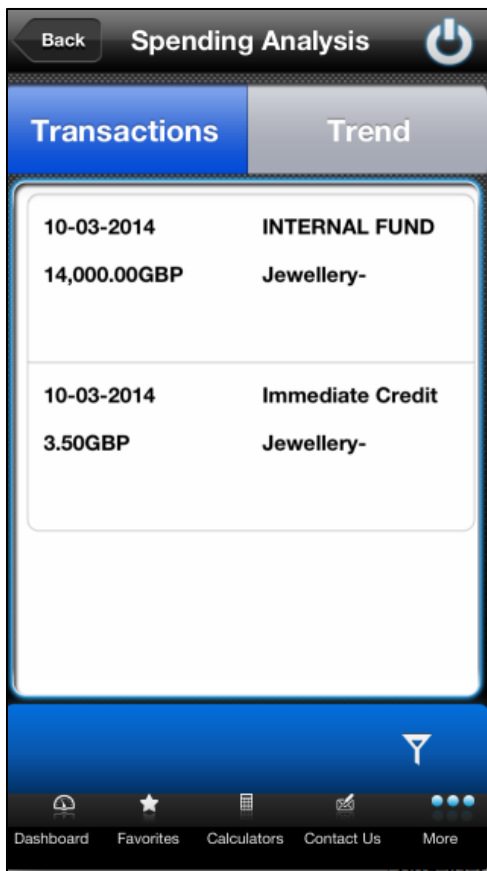 Back Spending Analysis
Transactions Trend
10-03-2014 INTERNAL FUND
14,000.00GBP Jewellery-
10-03-2014 Immediate Credit
3.50GBP Jewellery-
Dashboard Favorites Calculators Contact Us More